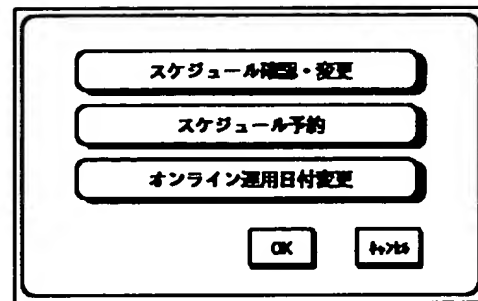 スケジュール確認・変更
スケジュール予約
オンライン運用日付変更
OK
ｷｬﾝｾﾙ